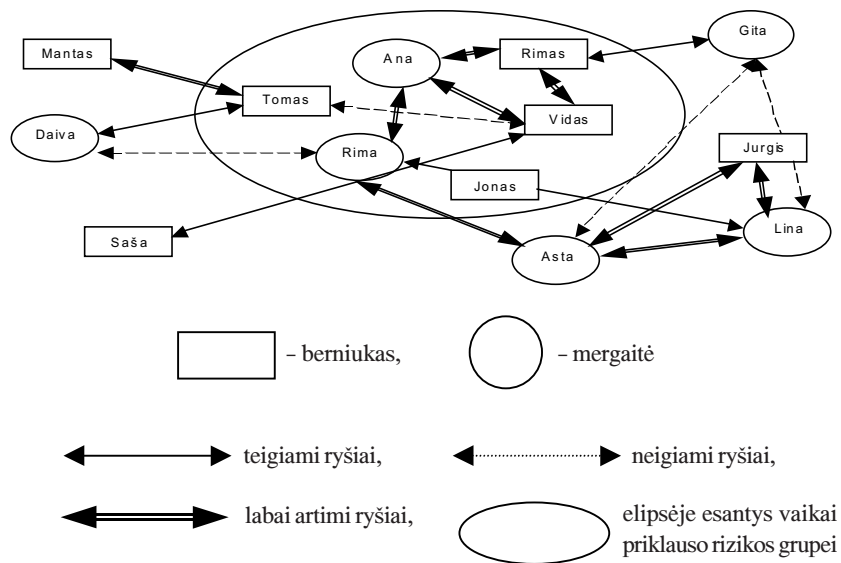 Gita
Mantas
Ana
Rimas
Tomas
Vidas
Daiva
Rima
Jurgis
Jonas
Saša
Asta
Lina
– berniukas,
– mergaitė
teigiami ryšiai,
neigiami ryšiai,
labai artimi ryšiai,
elipsėje esantys vaikai
priklauso rizikos grupei